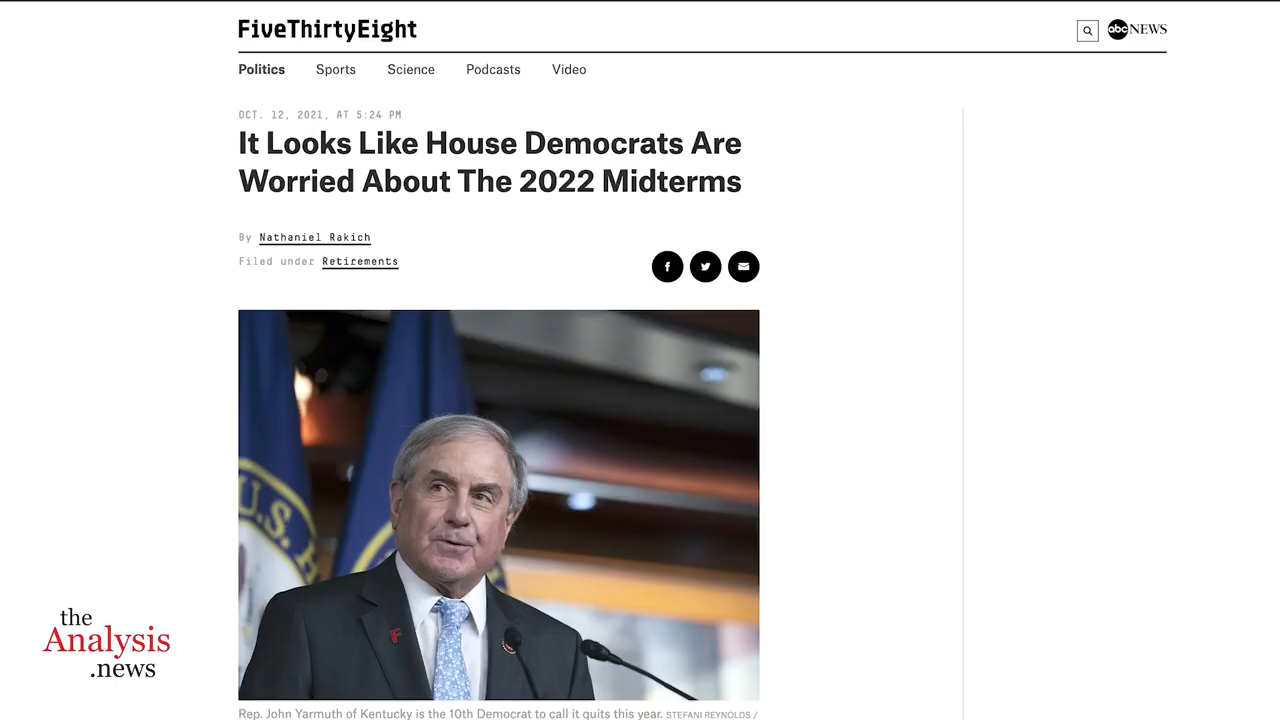 FiveThirtyEight
abc NEWS
Politics Sports Science Podcasts Video
OCT. 12, 2021, AT 5:24 PM
It Looks Like House Democrats Are
Worried About The 2022 Midterms
By Nathaniel Rakich
Filed under Retirements
f
U.S. H
F
the
Analysis
.news
Rep. John Yarmuth of Kentucky is the 10th Democrat to call it quits this year. STEFANI REYNOLDS /